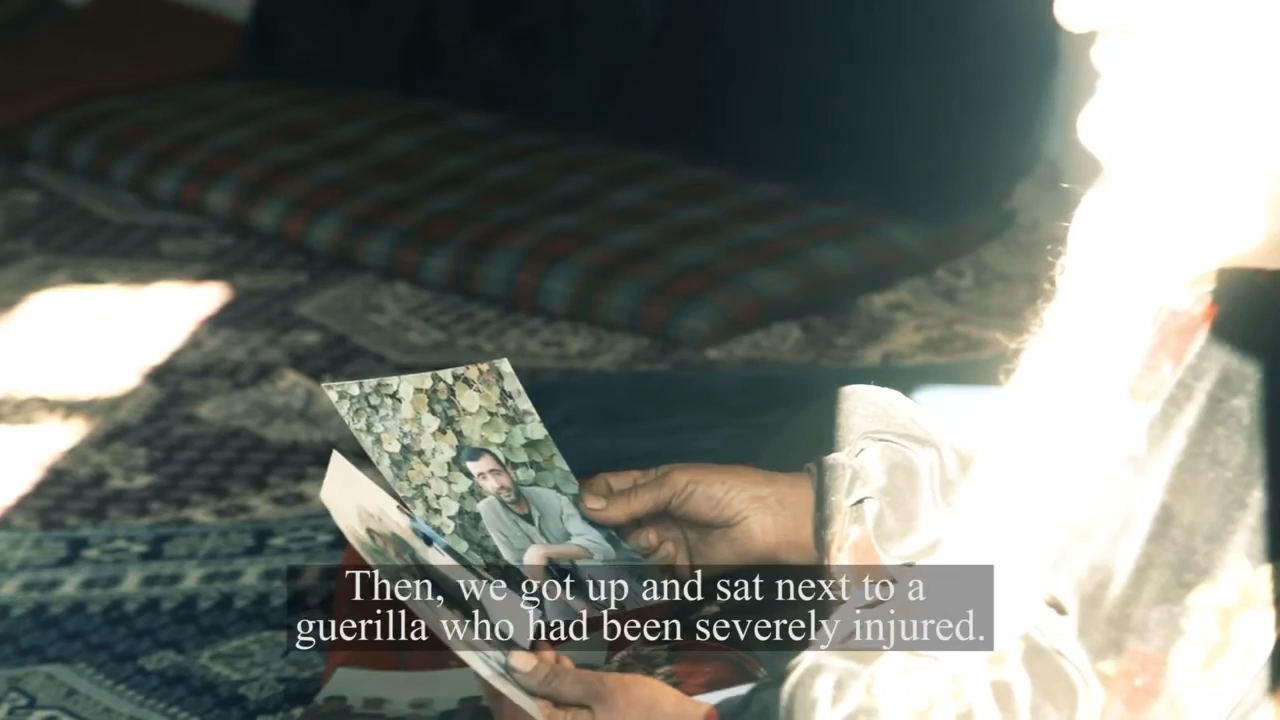 Then, we got up and sat next to a
guerilla who had been severely injured.